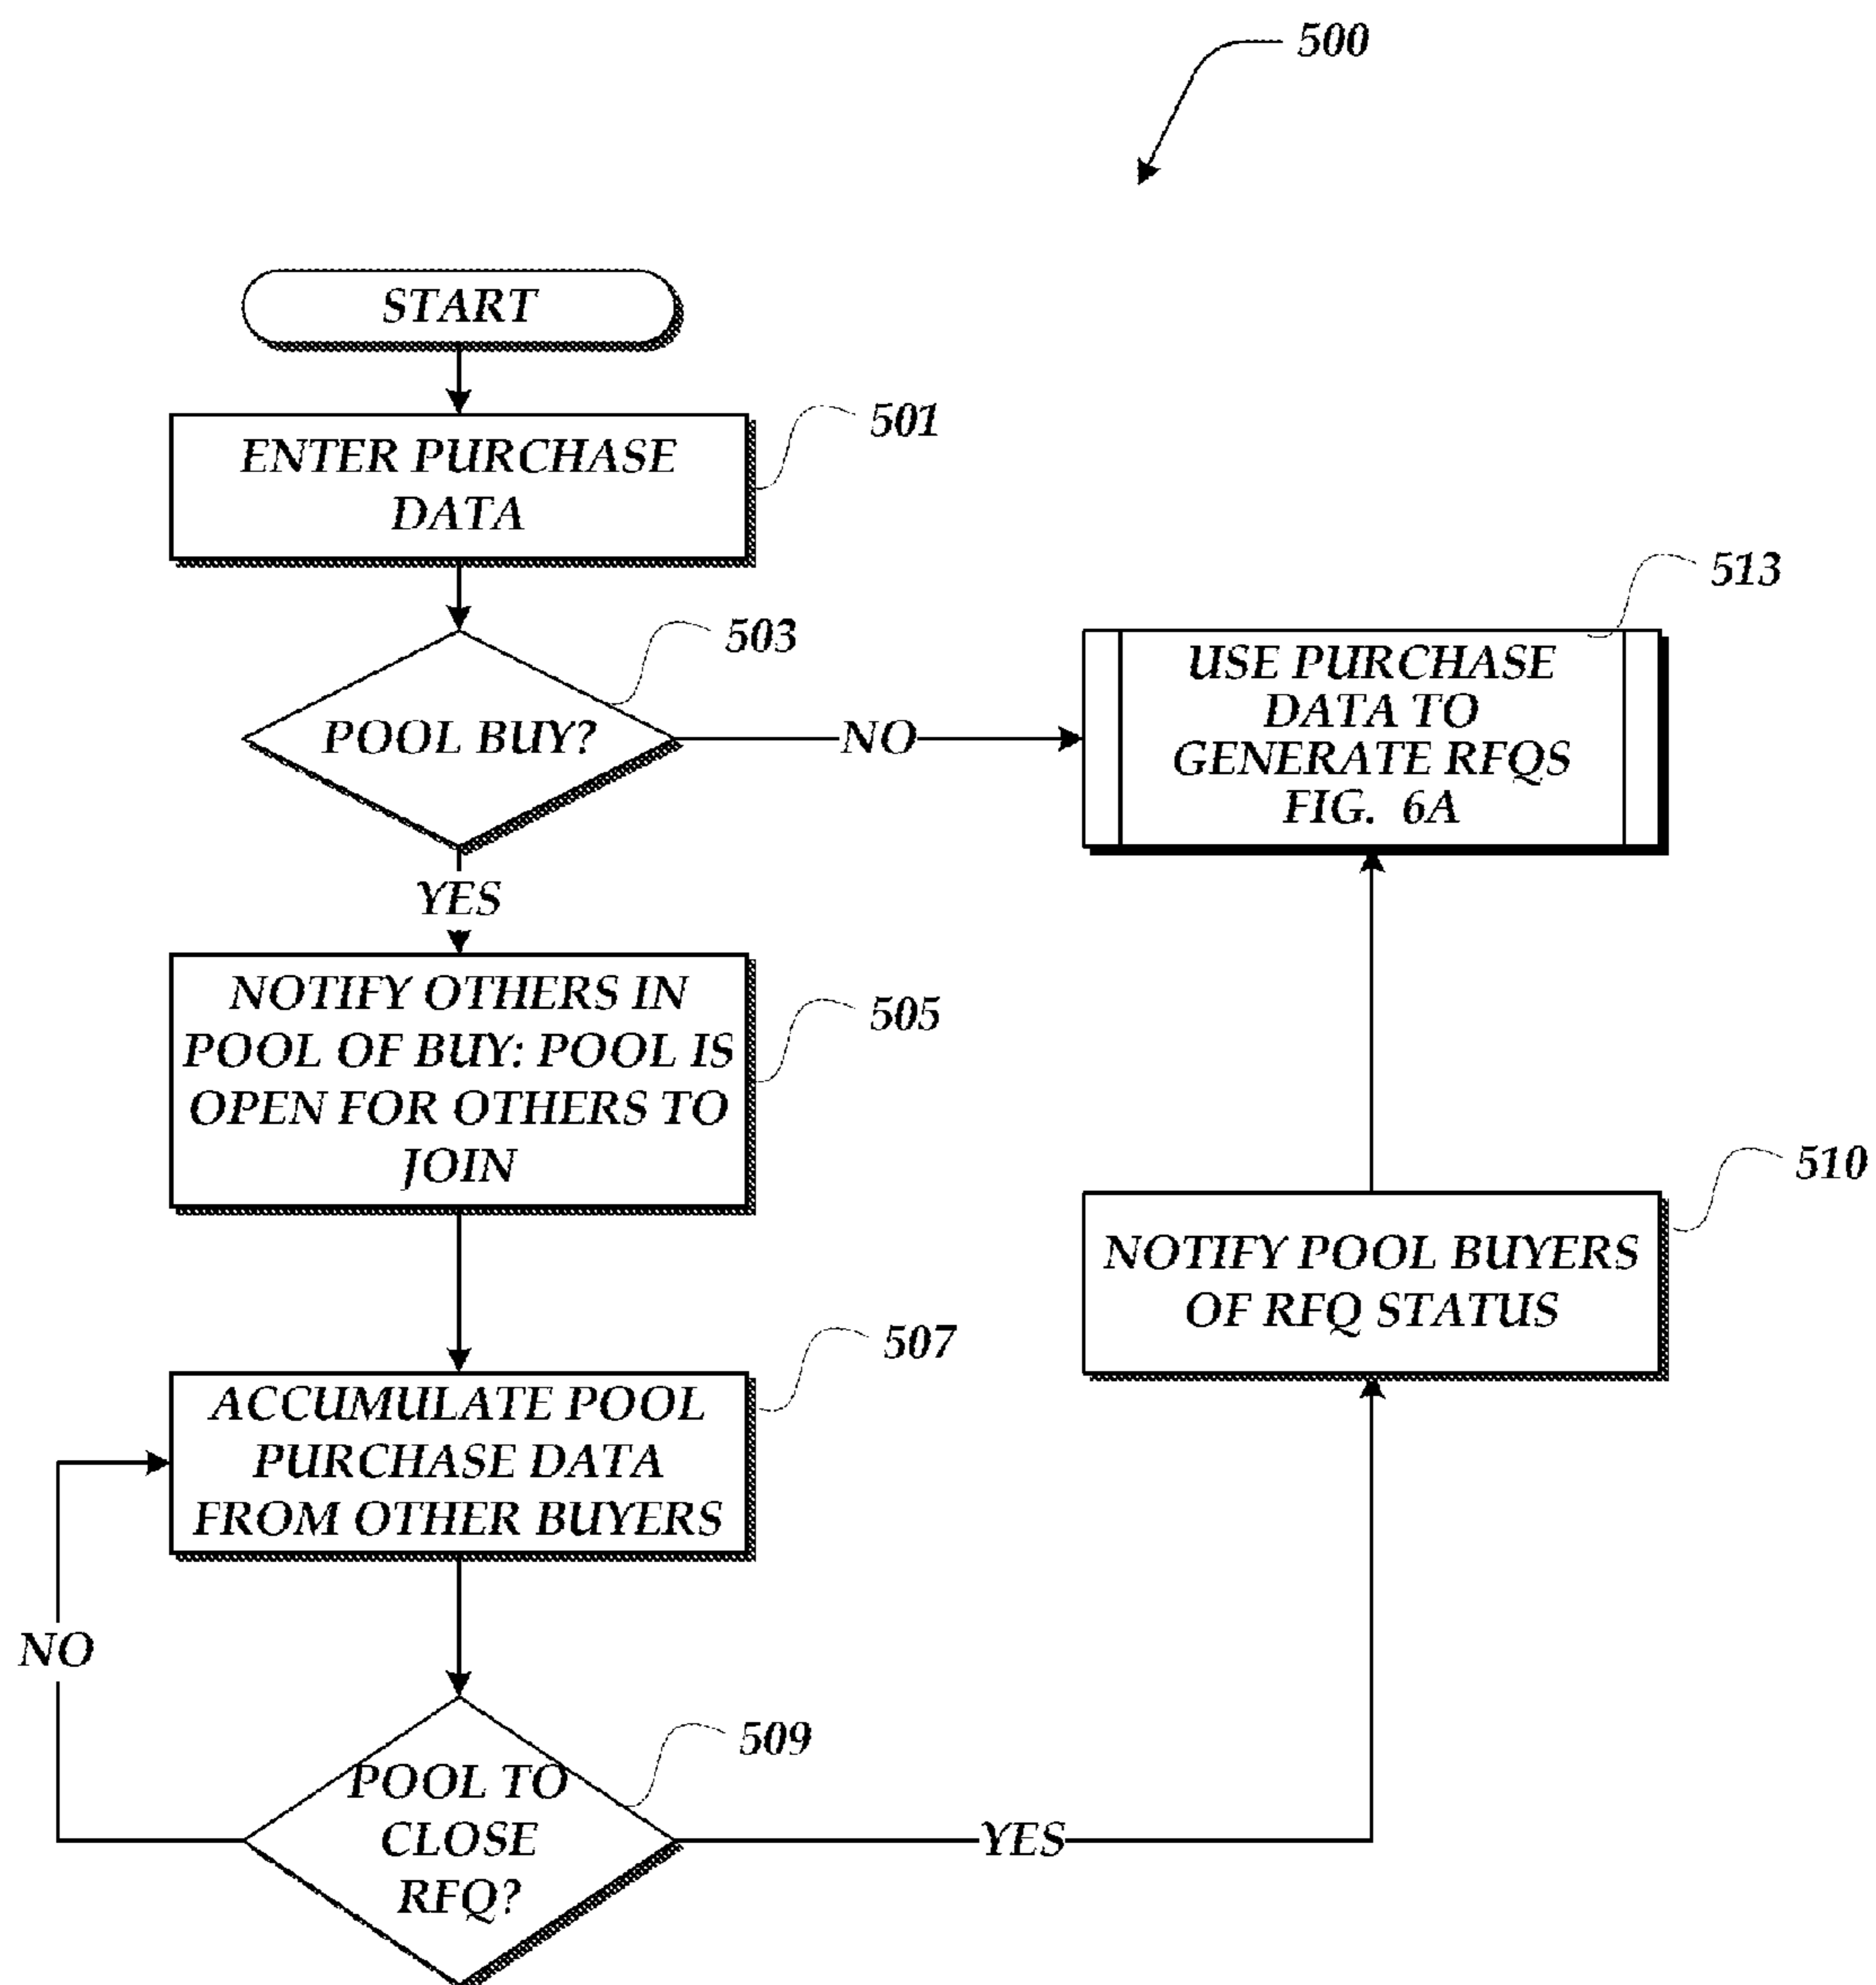 500
START
501
ENTER PURCHASE
DATA
503
POOL BUY?
NO
513
USE PURCHASE
DATA TO
GENERATE RFQS
FIG. 6A
YES
505
NOTIFY OTHERS IN
POOL OF BUY: POOL IS
OPEN FOR OTHERS TO
JOIN
510
NOTIFY POOL BUYERS
OF RFQ STATUS
507
ACCUMULATE POOL
PURCHASE DATA
FROM OTHER BUYERS
NO
509
POOL TO
CLOSE
RFQ?
YES